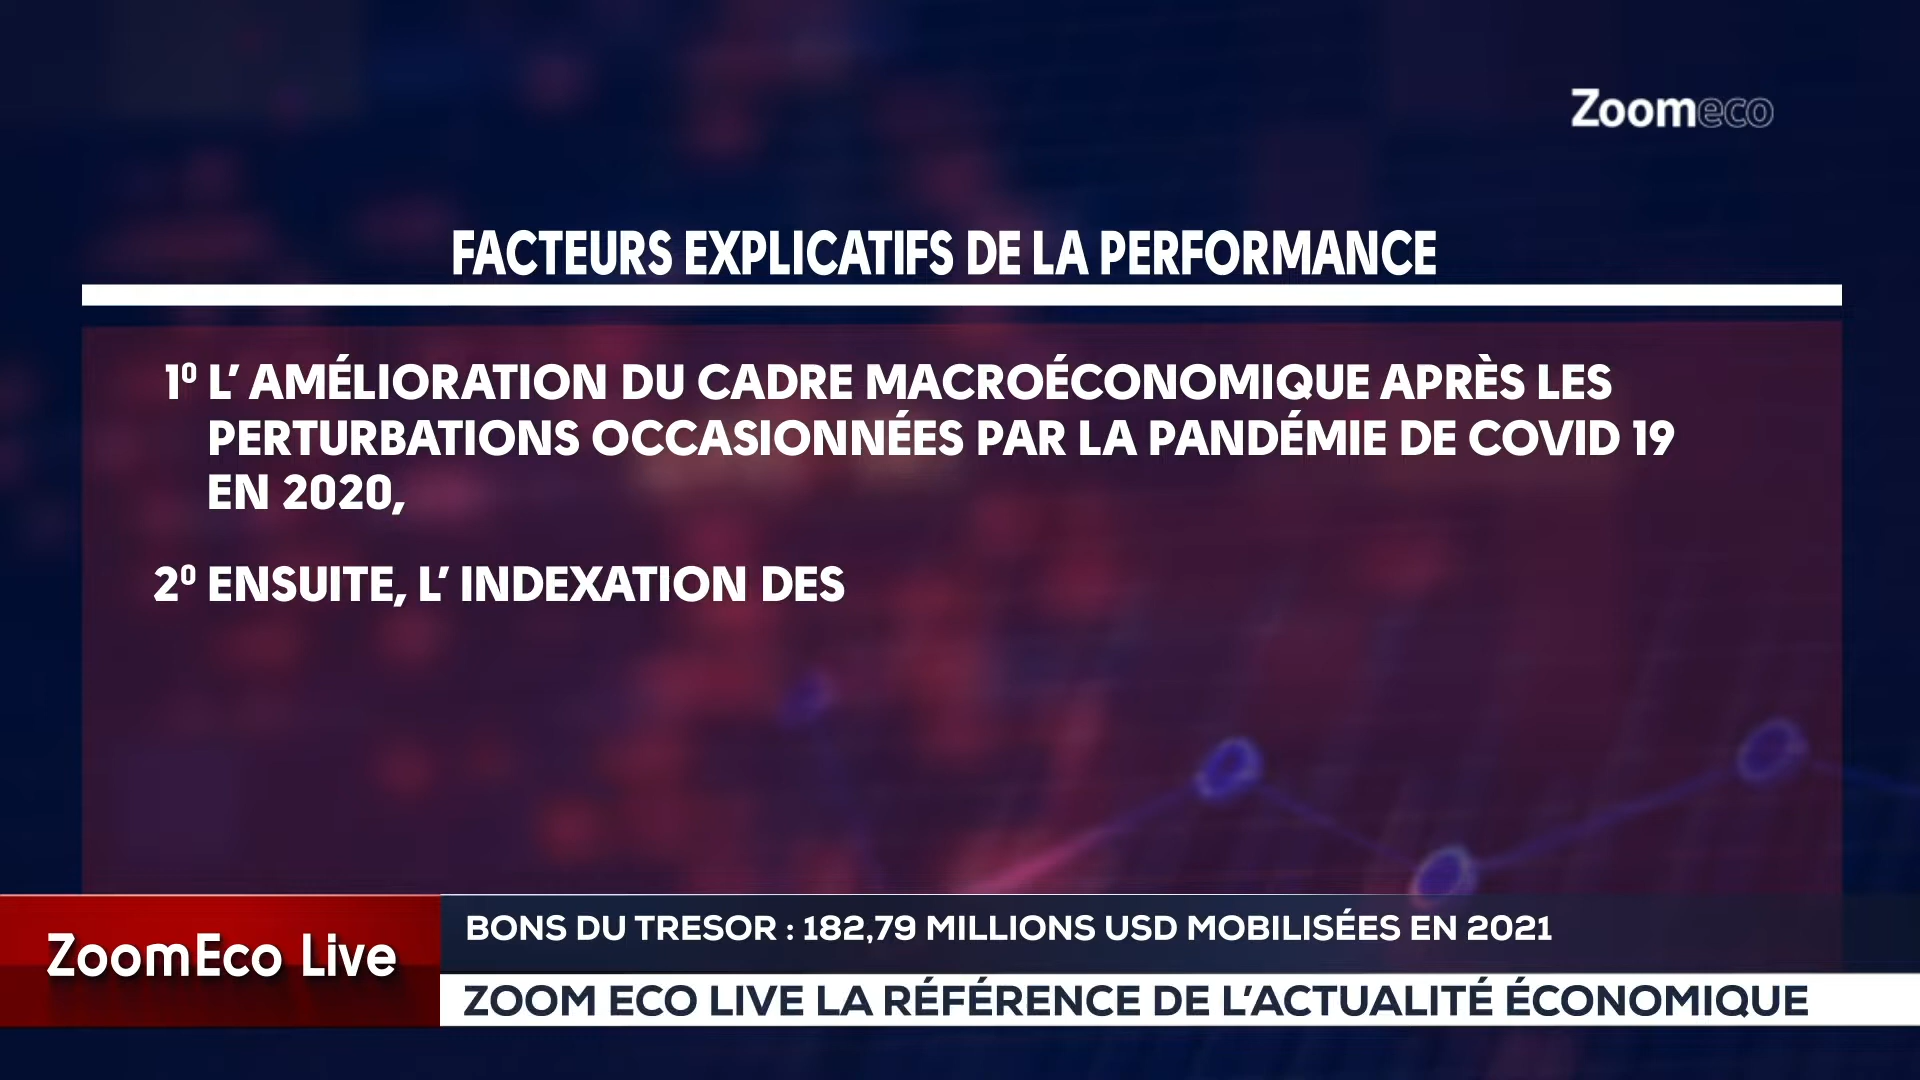 Zoomeco
FACTEURS EXPLICATIFS DE LA PERFORMANCE
1⁰ L’ AMÉLIORATION DU CADRE MACROÉCONOMIQUE APRÈS LES
PERTURBATIONS OCCASIONNÉES PAR LA PANDÉMIE DE COVID 19
EN 2020,
2⁰ ENSUITE, L’ INDEXATION DES
BONS DU TRESOR : 182,79 MILLIONS USD MOBILISÉES EN 2021
ZoomEco Live
ZOOM ECO LIVE LA RÉFÉRENCE DE L’ACTUALITÉ ÉCONOMIQUE